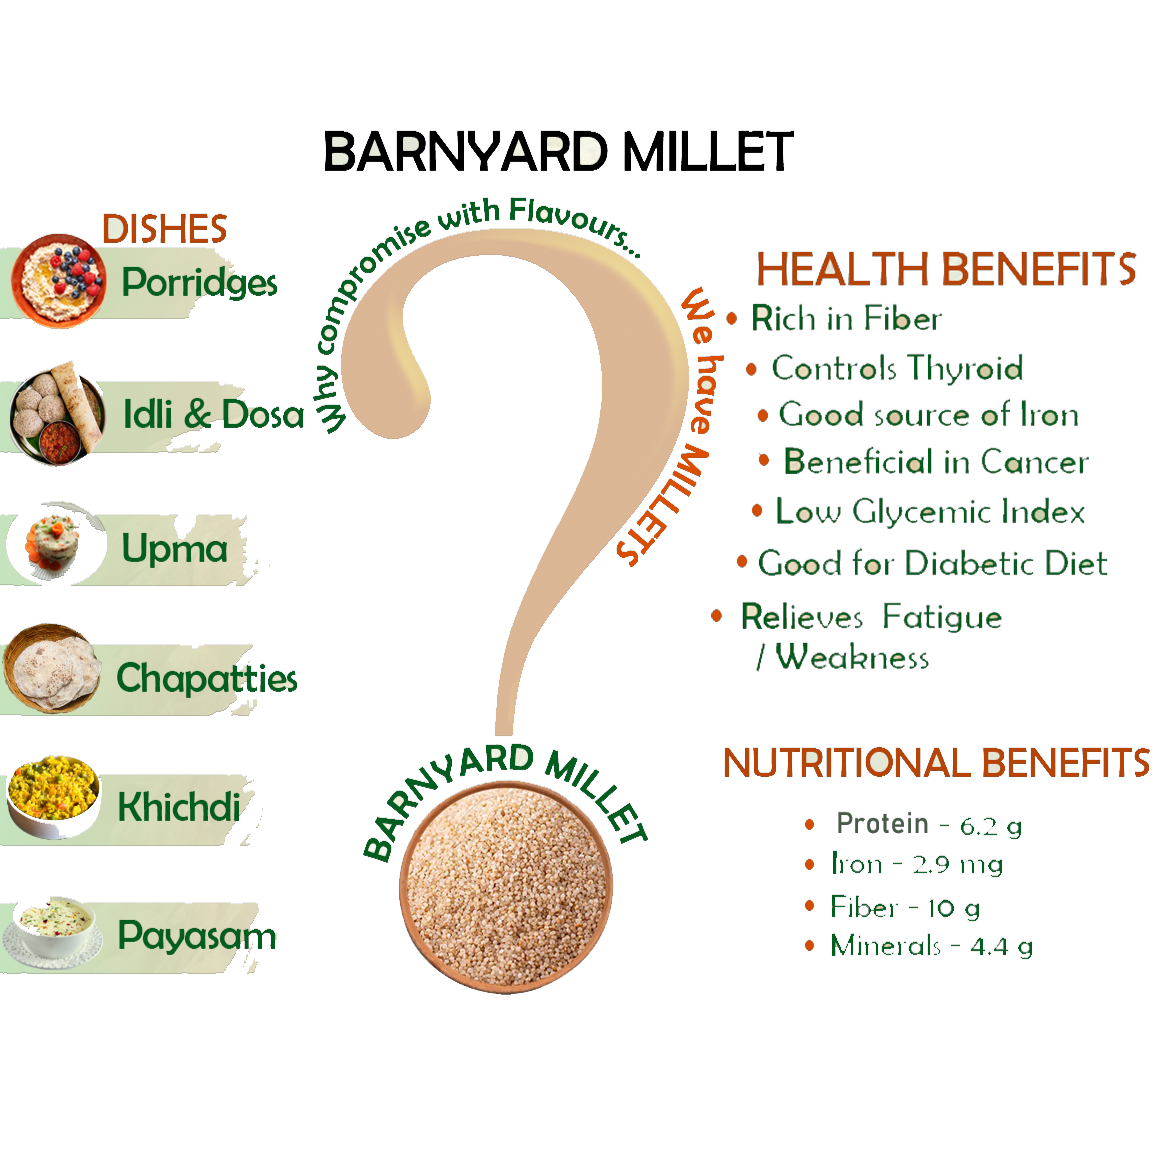 BARNYARD MILLET
Why compromise with Flavours...
We have MILLETS
DISHES
Porridges
Idli & Dosa
Upma
Chapatties
Khichdi
Payasam
BARNYARD MILLET
HEALTH BENEFITS
• Rich in Fiber
• Controls Thyroid
• Good source of Iron
• Beneficial in Cancer
• Low Glycemic Index
• Good for Diabetic Diet
• Relieves Fatigue
/ Weakness
NUTRITIONAL BENEFITS
• Protein - 6.2 g
• Iron - 2.9 mg
• Fiber - 10 g
• Minerals - 4.4 g